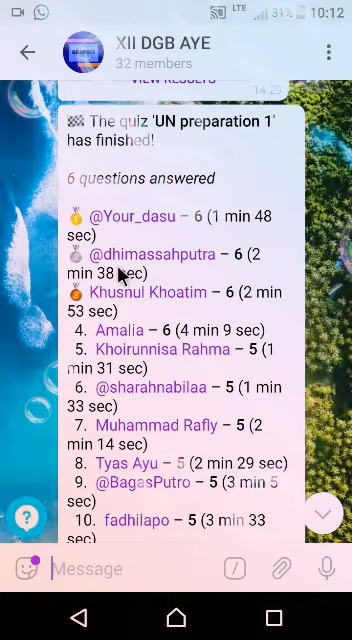 LTE 31% 10:12
XII DGB AYE
32 members
VIEW RESULTS
14.29
The quiz 'UN preparation 1'
has finished!
6 questions answered
@Your_dasu – 6 (1 min 48
sec)
@dhimassahputra – 6 (2
min 38 sec)
Khusnul Khoatim – 6 (2 min
53 sec)
4. Amalia – 6 (4 min 9 sec)
5. Khoirunnisa Rahma – 5 (1
min 31 sec)
6. @sharahnabilaa – 5 (1 min
33 sec)
7. Muhammad Rafly – 5 (2
min 14 sec)
8. Tyas Ayu – 5 (2 min 29 sec)
9. @BagasPutro – 5 (3 min 5
sec)
10. fadhilapo – 5 (3 min 33
sec)
Message